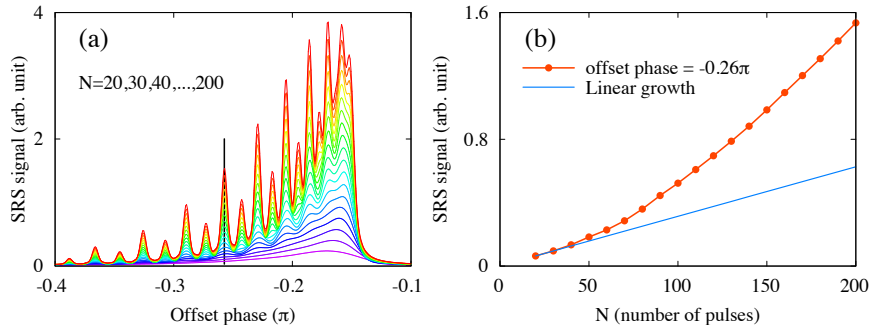 (a)
N=20,30,40,...,200
SRS signal (arb. unit)
4
2
0
-0.4
-0.3
-0.2
-0.1
Offset phase (π)
(b)
offset phase = -0.26π
Linear growth
SRS signal (arb. unit)
1.6
0.8
0
0
50
100
150
200
N (number of pulses)